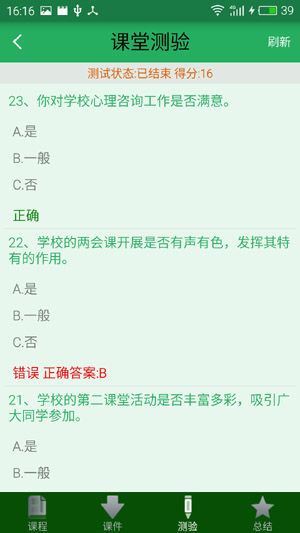 16:16
4G
39
课堂测验
刷新
测试状态:已结束 得分:16
23、你对学校心理咨询工作是否满意。
A.是
B.一般
C.否
正确
22、学校的两会课开展是否有声有色，发挥其特
有的作用。
A.是
B.一般
C.否
错误 正确答案:B
21、学校的第二课堂活动是否丰富多彩，吸引广
大同学参加。
A.是
B.一般
课程
课件
测验
总结